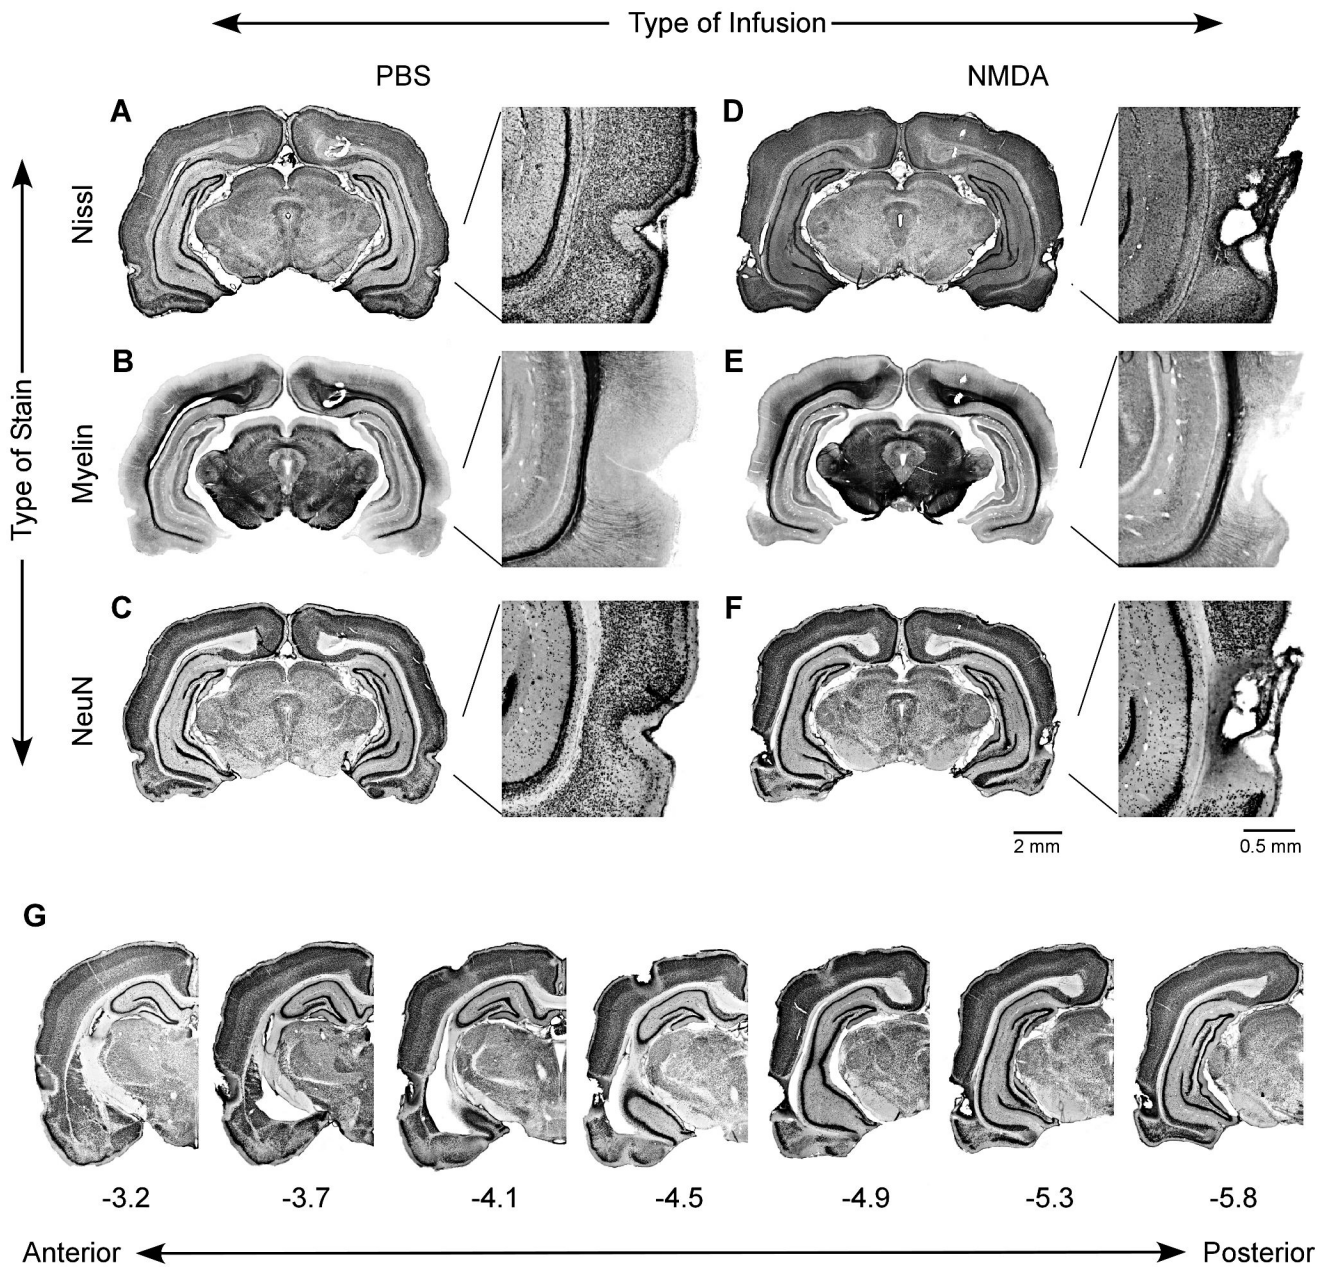 Type of Infusion
PBS
NMDA
A
D
Nissl
B
E
Type of Stain
Myelin
C
F
NeuN
2 mm
0.5 mm
G
-3.2
-3.7
-4.1
-4.5
-4.9
-5.3
-5.8
Anterior
Posterior